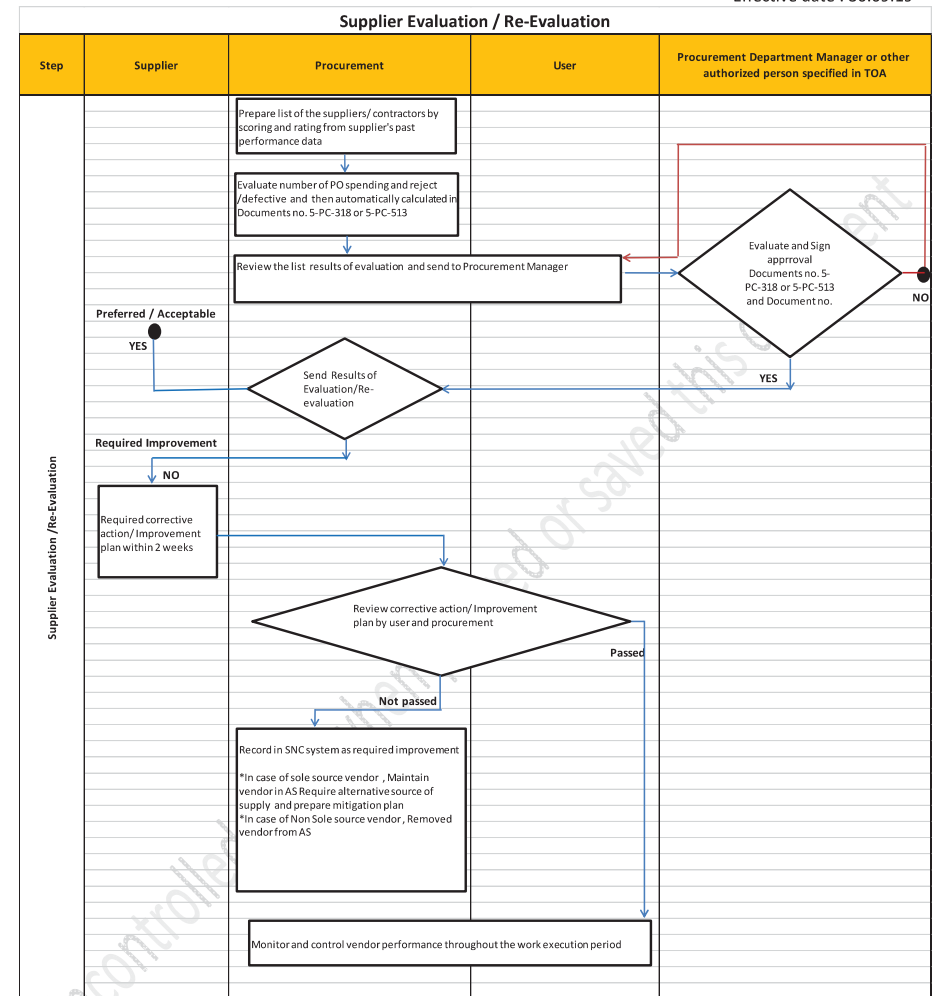 Supplier Evaluation / Re-Evaluation
Step
Supplier
Procurement
User
Procurement Department Manager or other
authorized person specified in TOA
Prepare list of the suppliers/ contractors by
scoring and rating from supplier's past
performance data
Evaluate number of PO spending and reject
/defective and then automatically calculated in
Documents no. 5-PC-318 or 5-PC-513
Review the list results of evaluation and send to Procurement Manager
Evaluate and Sign
approval
Documents no. 5-
PC-318 or 5-PC-513
and Document no.
NO
Preferred / Acceptable
YES
Send Results of
Evaluation/Re-
evaluation
YES
Required Improvement
NO
Required corrective
action/ Improvement
plan within 2 weeks
Supplier Evaluation /Re-Evaluation
Review corrective action/ Improvement
plan by user and procurement
Passed
Not passed
Record in SNC system as required improvement
*In case of sole source vendor , Maintain
vendor in AS Require alternative source of
supply and prepare mitigation plan
*In case of Non Sole source vendor , Removed
vendor from AS
Monitor and control vendor performance throughout the work execution period
or saved this